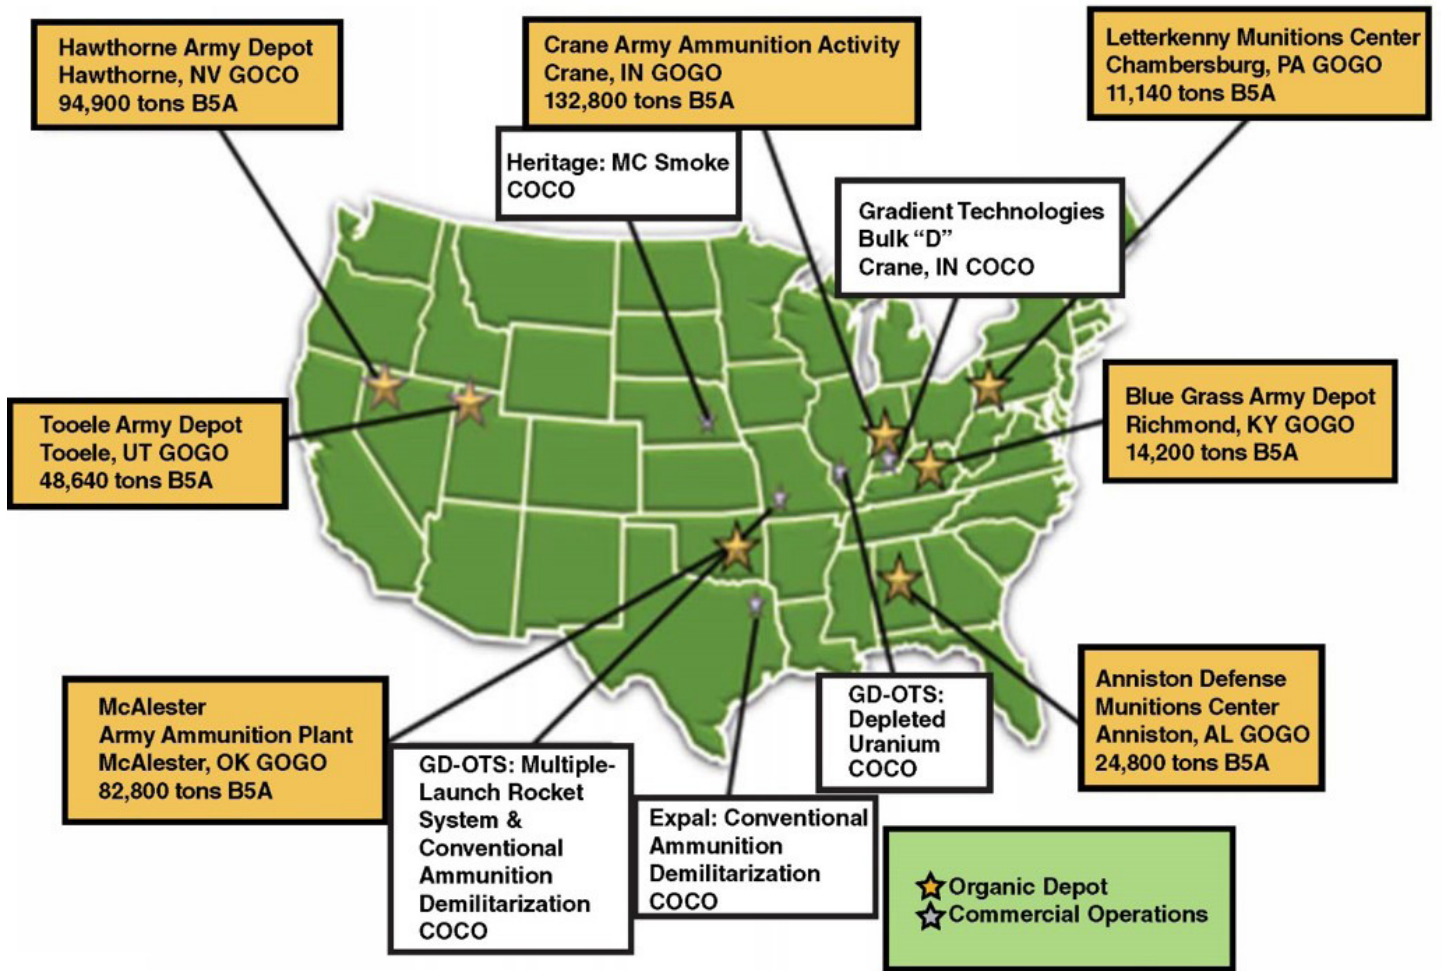 Hawthorne Army Depot
Hawthorne, NV GOCO
94,900 tons B5A
Crane Army Ammunition Activity
Crane, IN GOGO
132,800 tons B5A
Letterkenny Munitions Center
Chambersburg, PA GOGO
11,140 tons B5A
Heritage: MC Smoke
COCO
Gradient Technologies
Bulk “D”
Crane, IN COCO
Tooele Army Depot
Tooele, UT GOGO
48,640 tons B5A
Blue Grass Army Depot
Richmond, KY GOGO
14,200 tons B5A
McAlester
Army Ammunition Plant
McAlester, OK GOGO
82,800 tons B5A
GD-OTS: Multiple-
Launch Rocket
System &
Conventional
Ammunition
Demilitarization
COCO
Expal: Conventional
Ammunition
Demilitarization
COCO
GD-OTS:
Depleted
Uranium
COCO
Anniston Defense
Munitions Center
Anniston, AL GOGO
24,800 tons B5A
Organic Depot
Commercial Operations